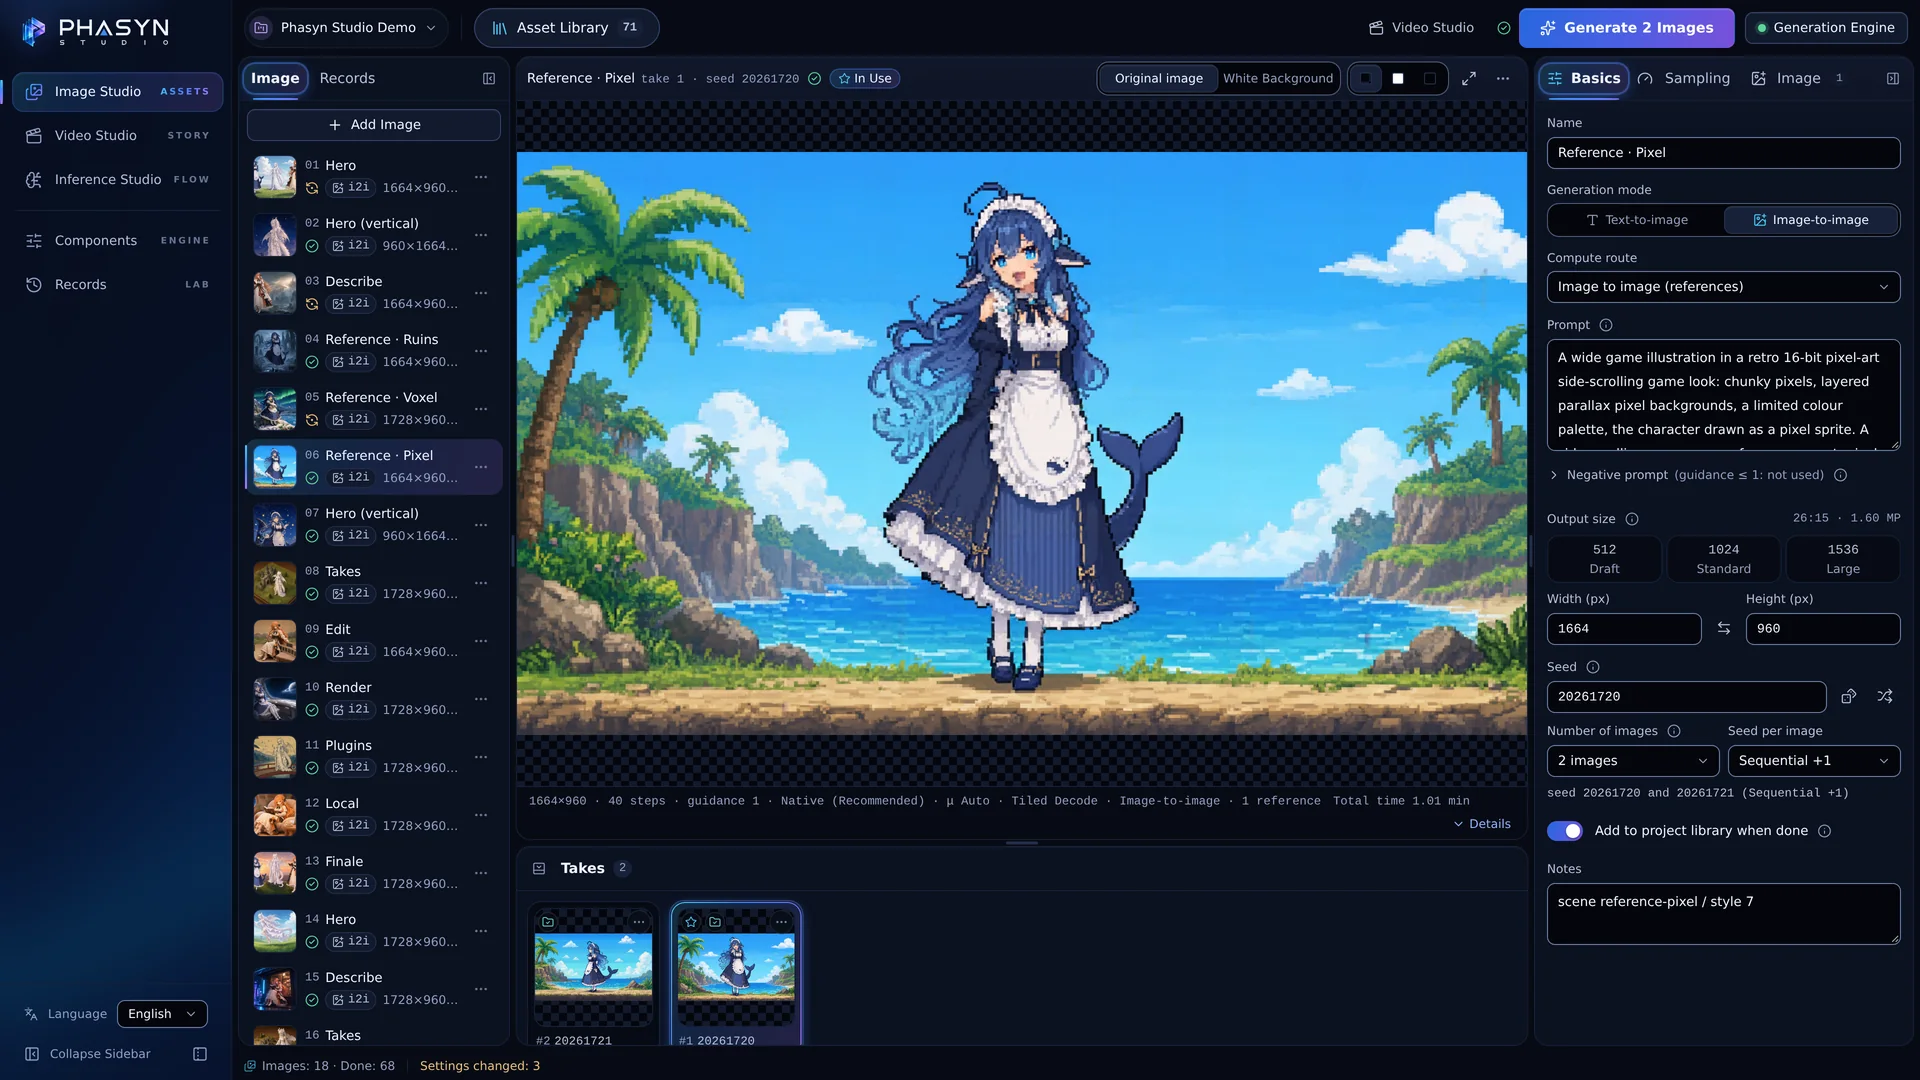 PHASYN
STUDIO
Image Studio ASSETS
Video Studio STORY
Inference Studio FLOW
Components ENGINE
Records LAB
Language English
Collapse Sidebar
Phasyn Studio Demo
Asset Library 71
Video Studio
Generate 2 Images
Generation Engine
Image Records
Add Image
01 Hero
i2i 1664×960...
02 Hero (vertical)
i2i 960×1664...
03 Describe
i2i 1664×960...
04 Reference · Ruins
i2i 1664×960...
05 Reference · Voxel
i2i 1728×960...
06 Reference · Pixel
i2i 1664×960...
07 Hero (vertical)
i2i 960×1664...
08 Takes
i2i 1728×960...
09 Edit
i2i 1664×960...
10 Render
i2i 1728×960...
11 Plugins
i2i 1728×960...
12 Local
i2i 1728×960...
13 Finale
i2i 1728×960...
14 Hero
i2i 1728×960...
15 Describe
i2i 1728×960...
16 Takes
Images: 18 · Done: 68 Settings changed: 3
Reference · Pixel take 1 · seed 20261720 In Use
Original image White Background
1664×960 · 40 steps · guidance 1 · Native (Recommended) · μ Auto · Tiled Decode · Image-to-image · 1 reference Total time 1.01 min
Details
Takes 2
#2 20261721
#1 20261720
Basics Sampling Image 1
Name
Reference · Pixel
Generation mode
Text-to-image Image-to-image
Compute route
Image to image (references)
Prompt
A wide game illustration in a retro 16-bit pixel-art
side-scrolling game look: chunky pixels, layered
parallax pixel backgrounds, a limited colour
palette, the character drawn as a pixel sprite. A
Negative prompt (guidance ≤ 1: not used)
Output size 26:15 · 1.60 MP
512 1024 1536
Draft Standard Large
Width (px) Height (px)
1664 960
Seed
20261720
Number of images Seed per image
2 images Sequential +1
seed 20261720 and 20261721 (Sequential +1)
Add to project library when done
Notes
scene reference-pixel / style 7